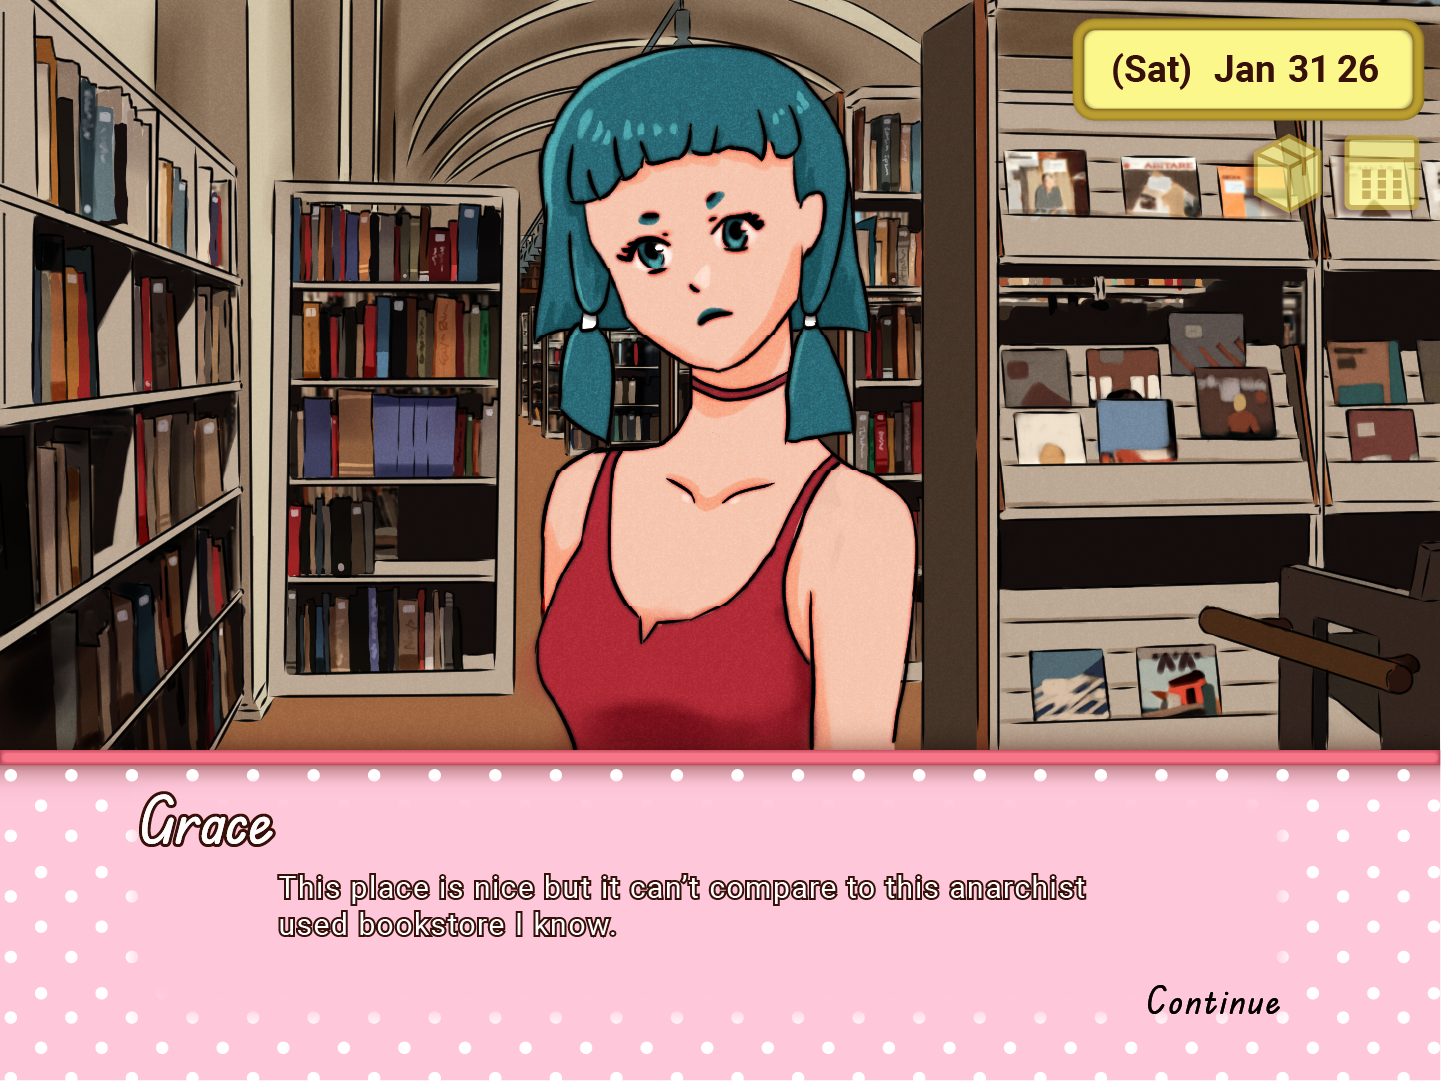 (Sat) Jan 31 26
ABITARE
Grace
This place is nice but it can't compare to this anarchist
used bookstore I know.
Continue